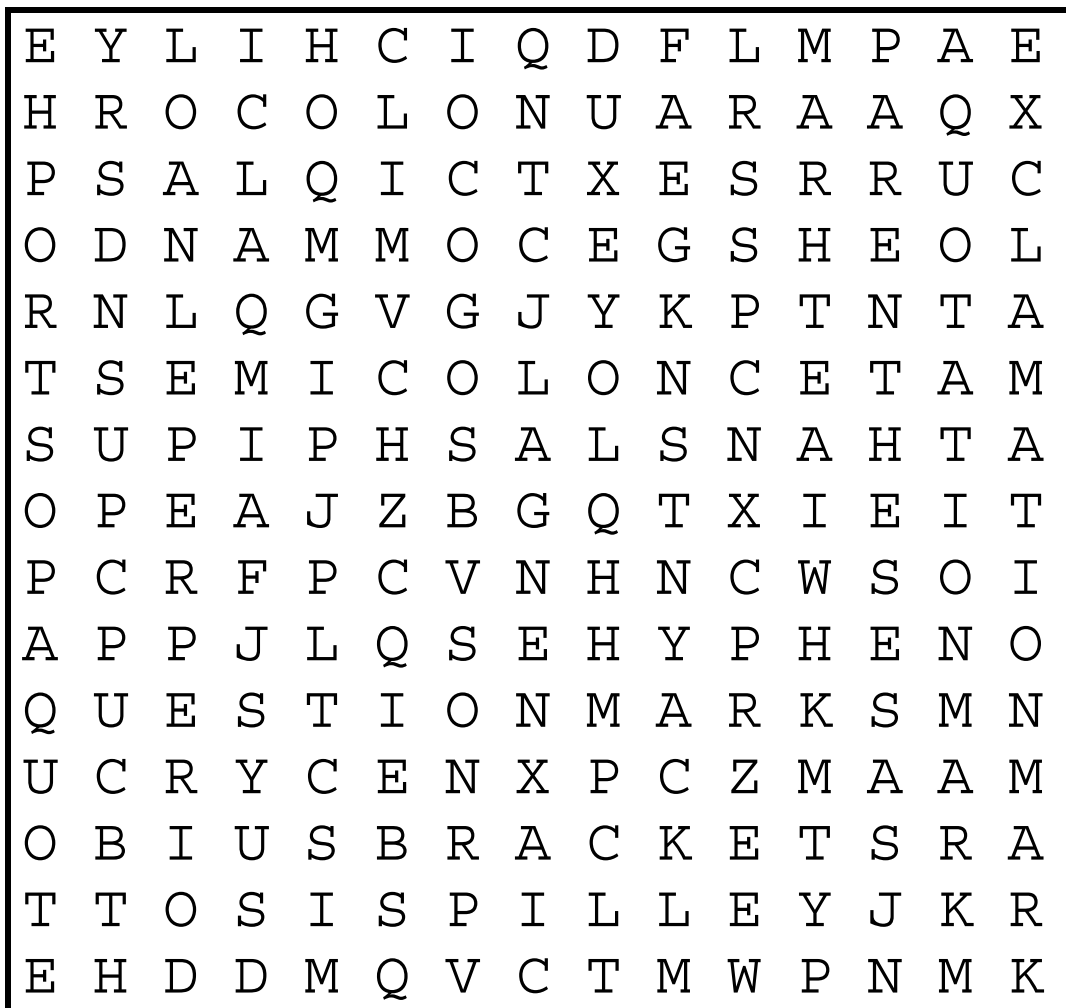 E Y L I H C I Q D F L M P A E
H R O C O L O N U A R A A Q X
P S A L Q I C T X E S R R U C
O D N A M M O C E G S H E O L
R N L Q G V G J Y K P T N T A
T S E M I C O L O N C E T A M
S U P I P H S A L S N A H T A
O P E A J Z B G Q T X I E I T
P C R F P C V N H N C W S O I
A P P J L Q S E H Y P H E N O
Q U E S T I O N M A R K S M N
U C R Y C E N X P C Z M A A M
O B I U S B R A C K E T S R A
T T O S I S P I L L E Y J K R
E H D D M Q V C T M W P N M K